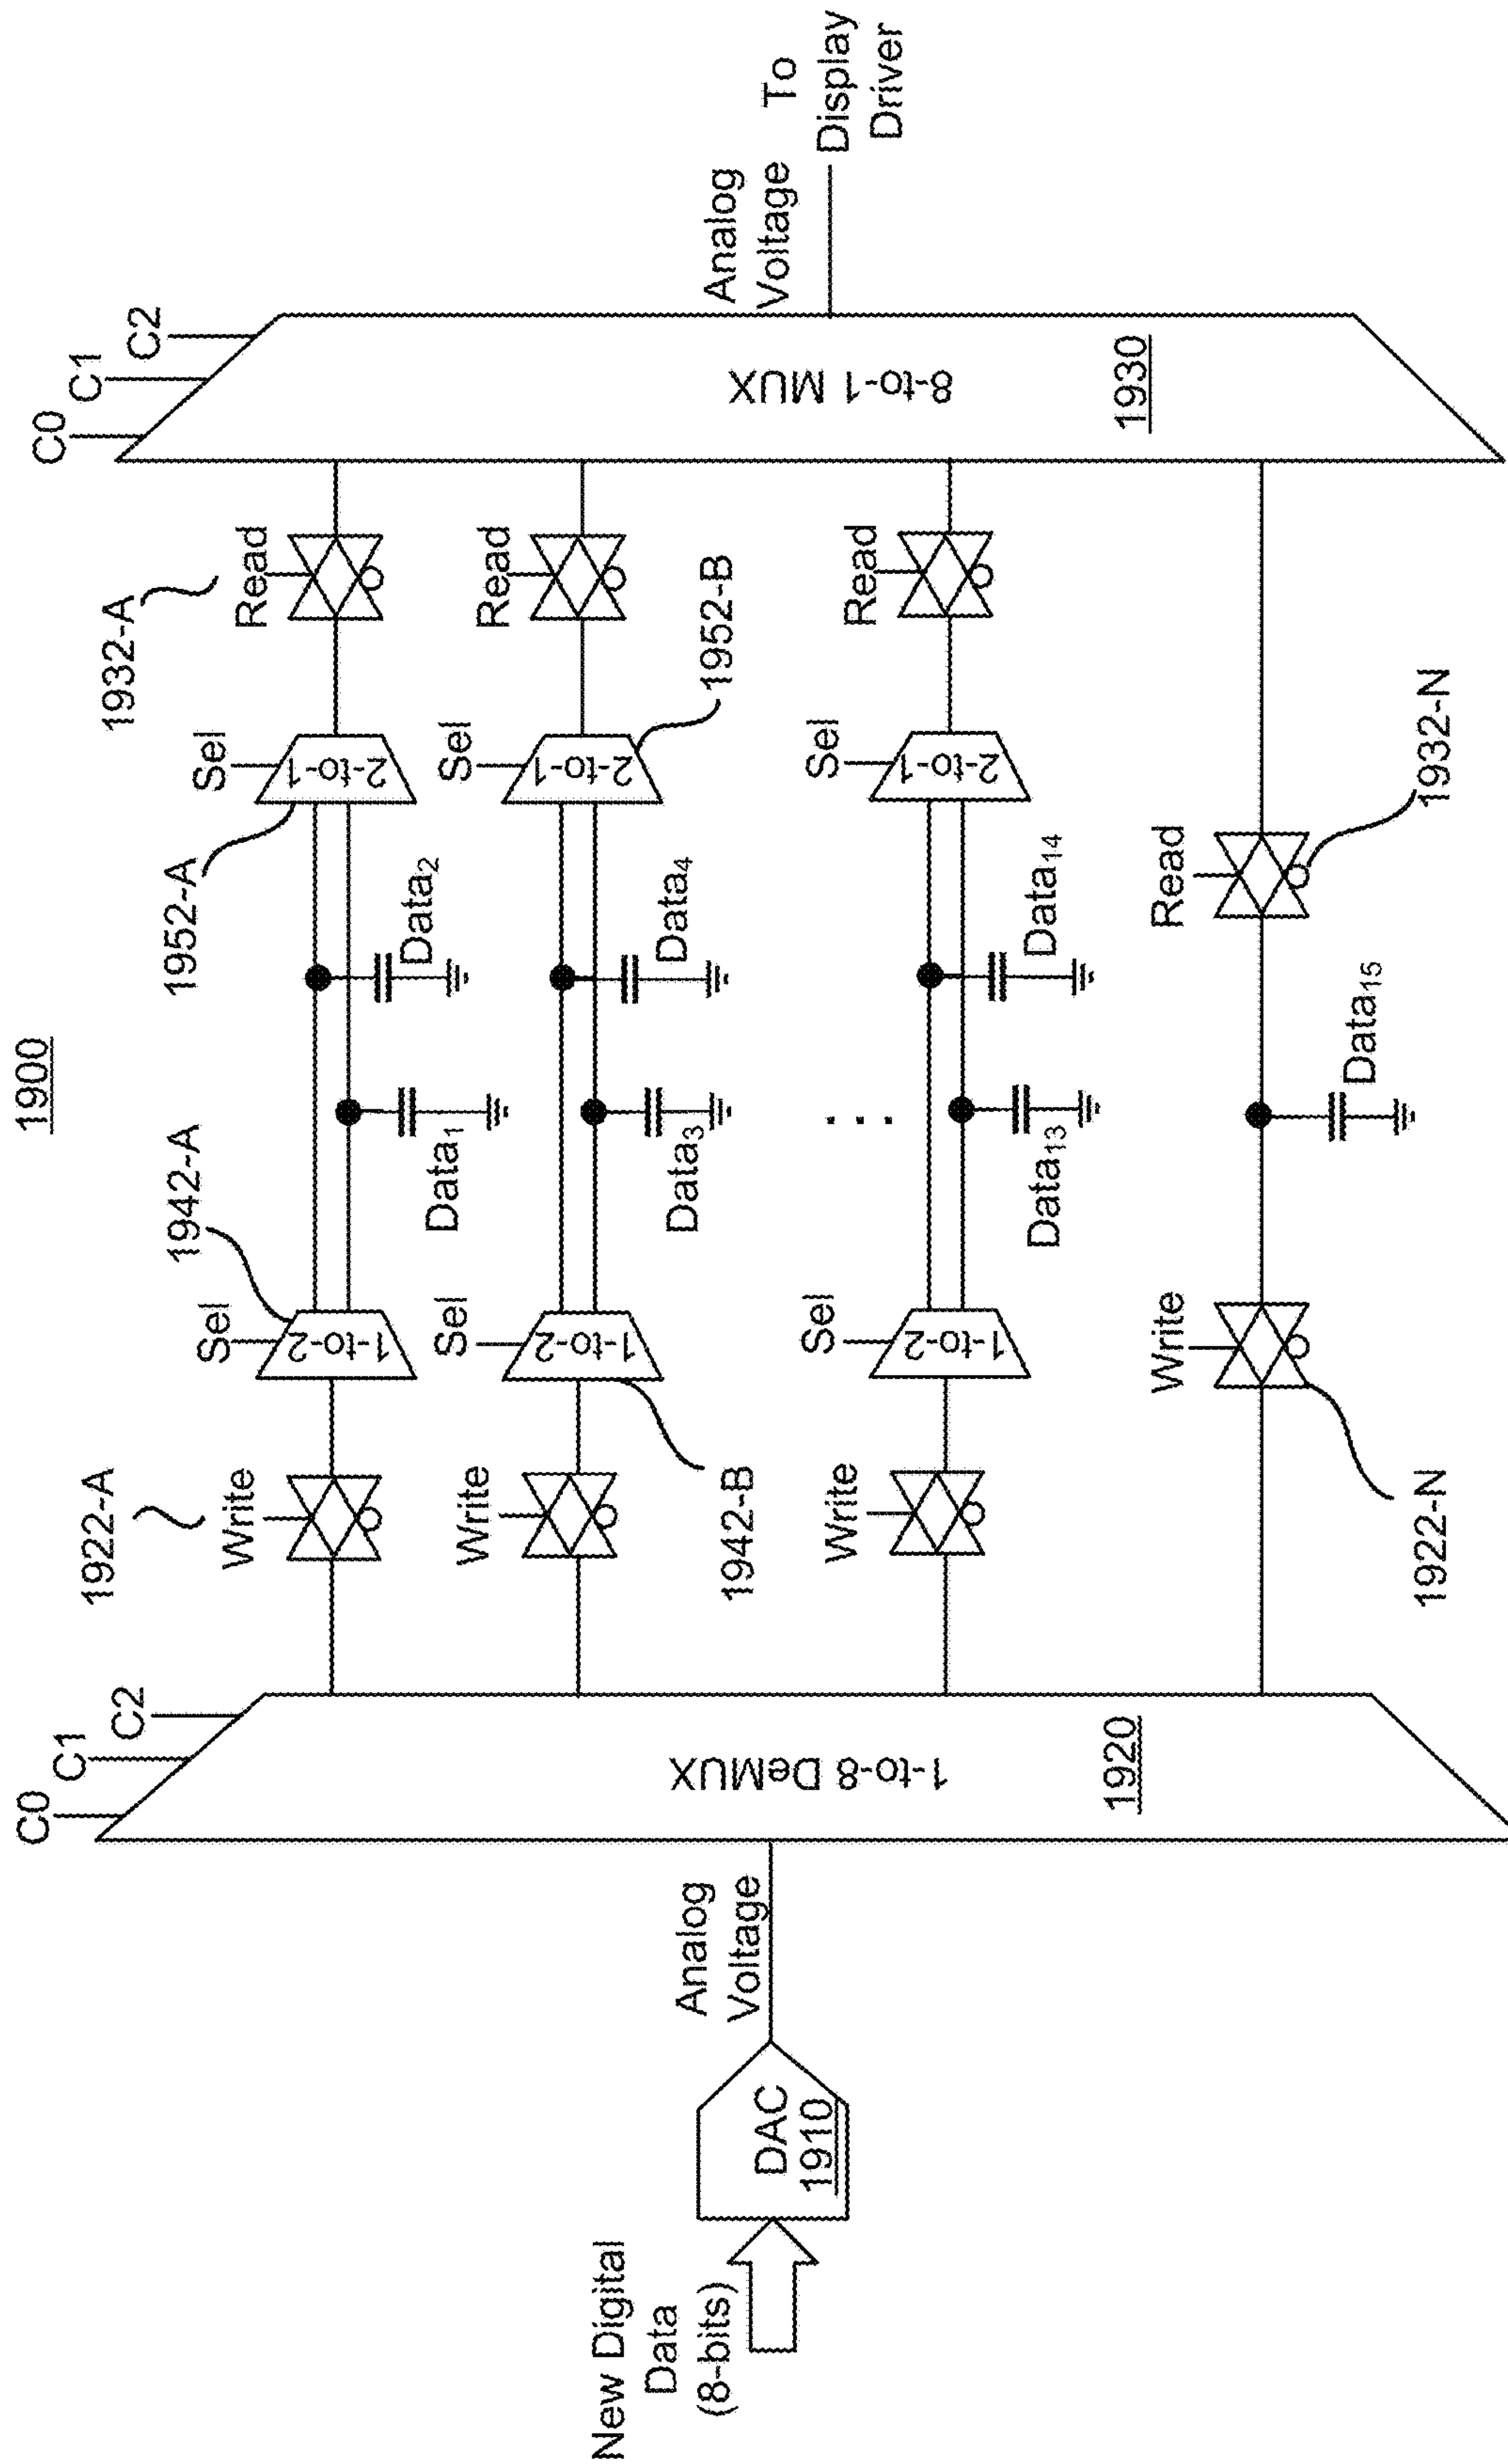 1900
New Digital
Data
(8-bits)
DAC
1910
Analog
Voltage
C0
C1
C2
1-to-8 DeMUX
1920
1922-A
Write
Sel
1942-A
1-to-2
Data1
Data2
1952-A
Sel
2-to-1
1932-A
Read
Write
1942-B
Sel
1-to-2
Data3
Data4
Sel
2-to-1
1952-B
Read
. . .
Write
Sel
1-to-2
Data13
Data14
Sel
2-to-1
Read
Write
1922-N
Data15
Read
1932-N
C0
C1
C2
8-to-1 MUX
1930
Analog
Voltage
To
Display
Driver